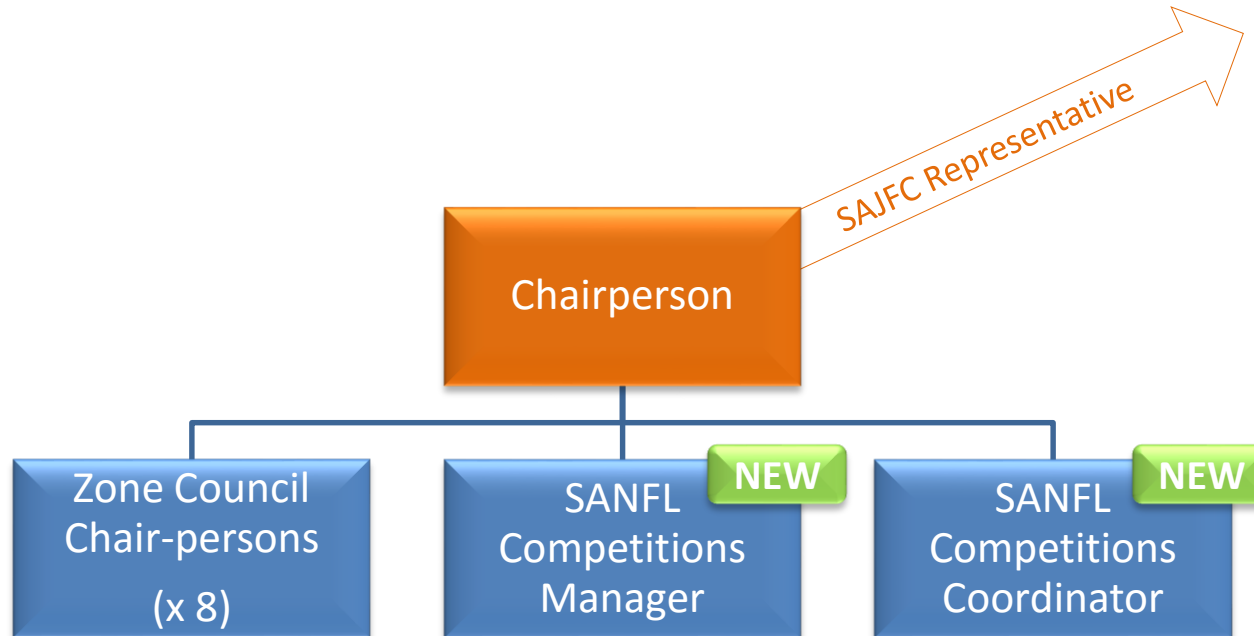 SAJFC Representative
Chairperson
Zone Council
Chair-persons
(x 8)
NEW
SANFL
Competitions
Manager
NEW
SANFL
Competitions
Coordinator